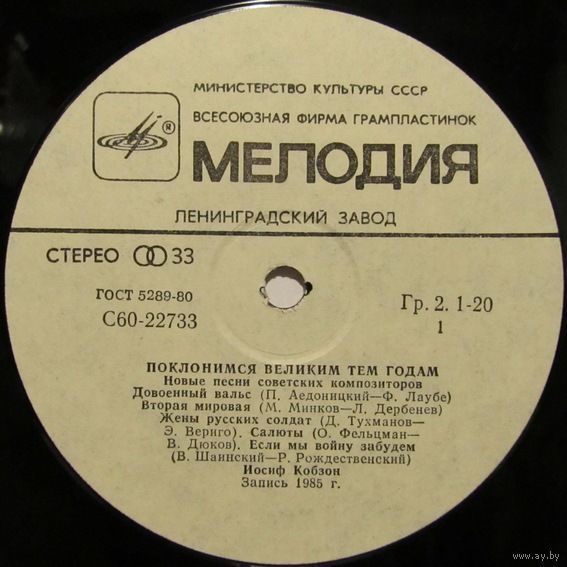 МИНИСТЕРСТВО КУЛЬТУРЫ СССР
ВСЕСОЮЗНАЯ ФИРМА ГРАМПЛАСТИНОК
®
МЕЛОДИЯ
ЛЕНИНГРАДСКИЙ ЗАВОД
СТЕРЕО 33
ГОСТ 5289-80
С60-22733
Гр. 2. 1-20
1
ПОКЛОНИМСЯ ВЕЛИКИМ ТЕМ ГОДАМ
Новые песни советских композиторов
Довоенный вальс (П. Аедоницкий—Ф. Лаубе)
Вторая мировая (М. Минков—Л. Дербенев)
Жены русских солдат (Д. Тухманов—
Э. Вериго). Салюты (О. Фельцман—
В. Дюков). Если мы войну забудем
(В. Шаинский—Р. Рождественский)
Иосиф Кобзон
Запись 1985 г.
www.ay.by